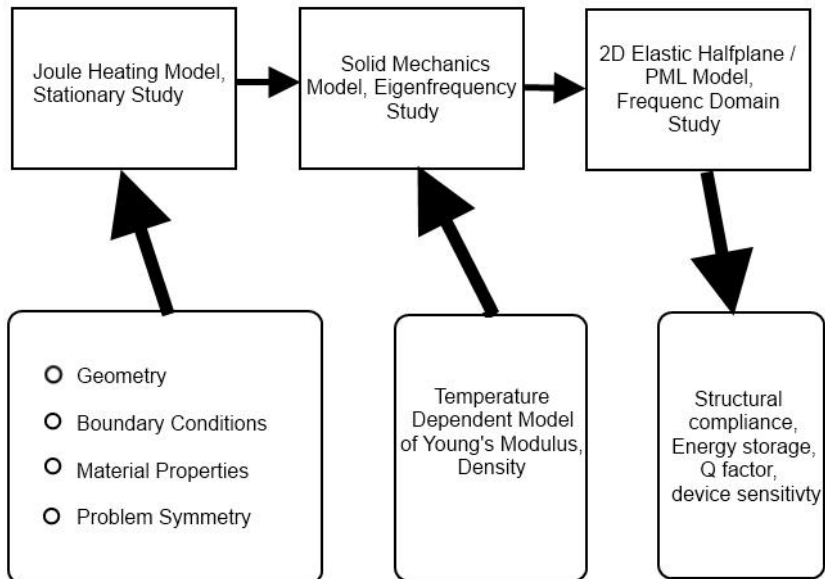 Joule Heating Model,
Stationary Study
Solid Mechanics
Model, Eigenfrequency
Study
2D Elastic Halfplane /
PML Model,
Frequenc Domain
Study
Geometry
Boundary Conditions
Material Properties
Problem Symmetry
Temperature
Dependent Model
of Young's Modulus,
Density
Structural
compliance,
Energy storage,
Q factor,
device sensitivty